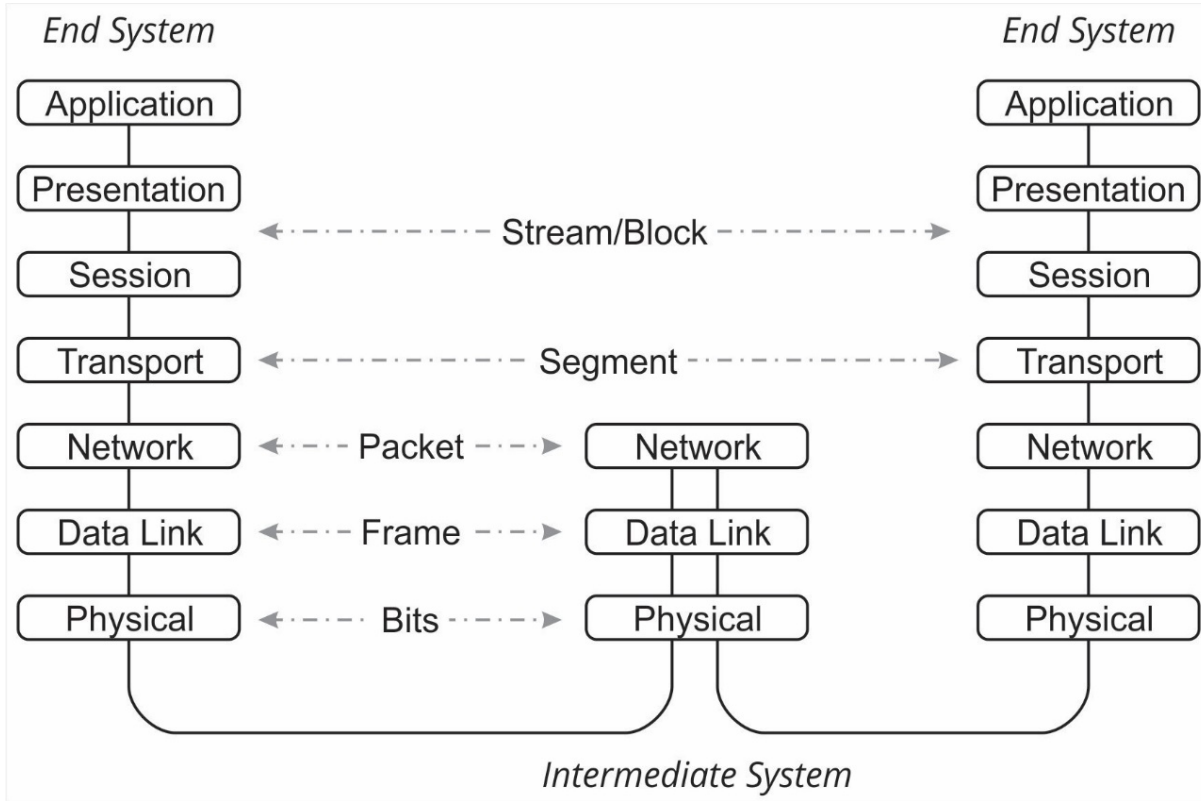 End System
End System
Application
Application
Presentation
Presentation
Stream/Block
Session
Session
Transport
Segment
Transport
Network
Packet
Network
Network
Data Link
Frame
Data Link
Data Link
Physical
Bits
Physical
Physical
Intermediate System